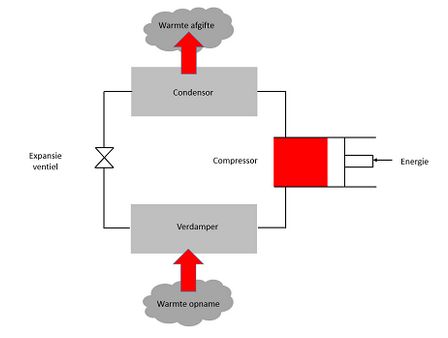 Warmte afgifte
Condensor
Expansie
ventiel
Compressor
Energie
Verdamper
Warmte opname